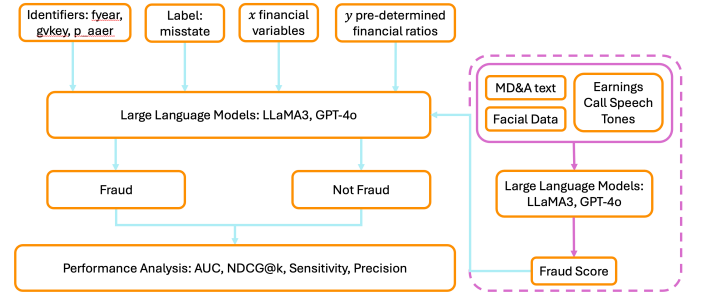 Identifiers: fyear,
gvkey, p_aaer
Label:
misstate
x financial
variables
y pre-determined
financial ratios
Large Language Models: LLaMA3, GPT-4o
Fraud
Not Fraud
Performance Analysis: AUC, NDCG@k, Sensitivity, Precision
MD&A text
Facial Data
Earnings
Call Speech
Tones
Large Language Models:
LLaMA3, GPT-4o
Fraud Score